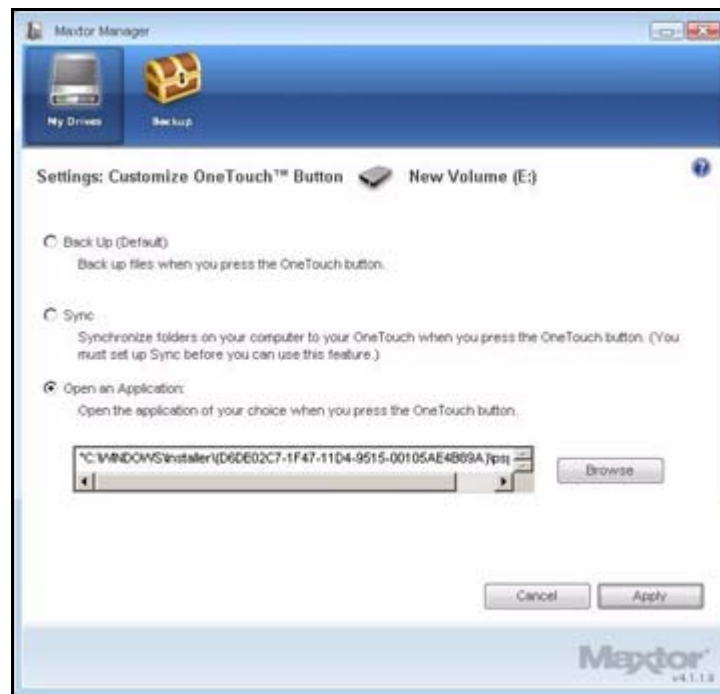 Maxtor Manager
My Drives
Backup
Settings: Customize OneTouch™ Button New Volume (E:)
Back Up (Default)
Back up files when you press the OneTouch button.
Sync
Synchronize folders on your computer to your OneTouch when you press the OneTouch button. (You
must set up Sync before you can use this feature.)
Open an Application:
Open the application of your choice when you press the OneTouch button.
"C:\WINDOWS\Installer\{D6DE02C7-1F47-11D4-9515-00105AE4B89A}\psp
Browse
Cancel
Apply
Maxtor